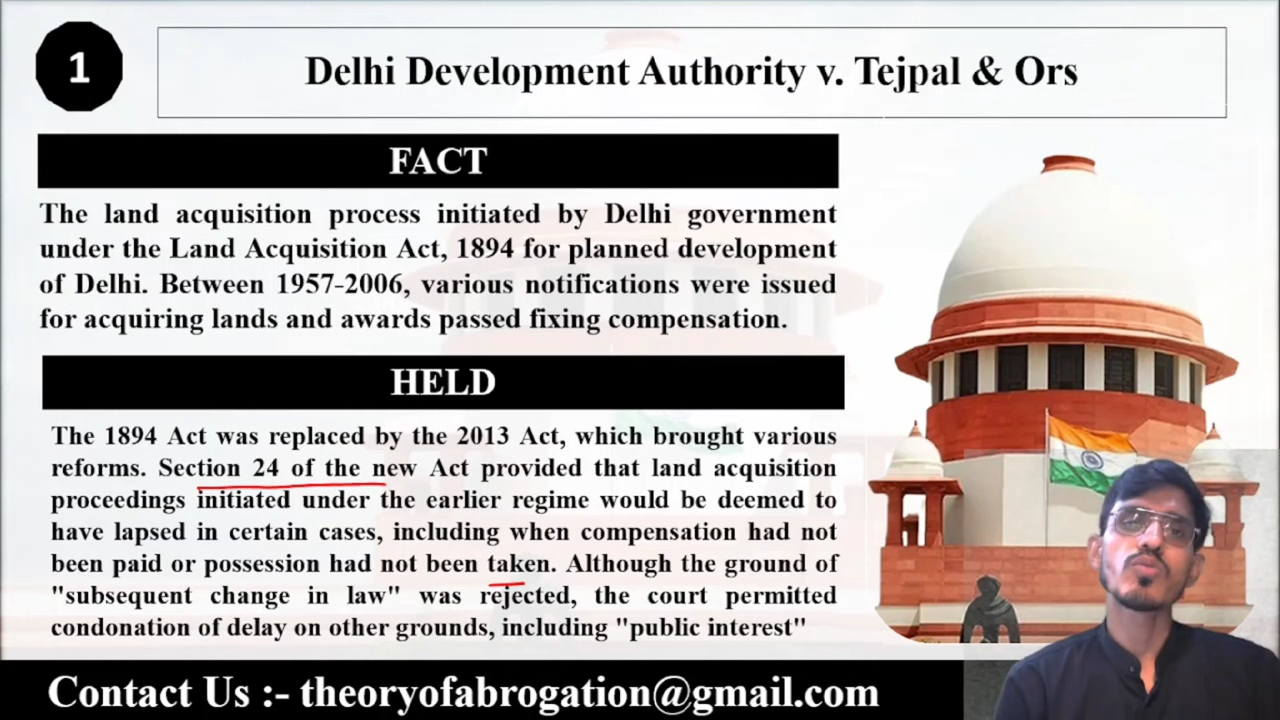 1
Delhi Development Authority v. Tejpal & Ors
FACT
The land acquisition process initiated by Delhi government
under the Land Acquisition Act, 1894 for planned development
of Delhi. Between 1957-2006, various notifications were issued
for acquiring lands and awards passed fixing compensation.
HELD
The 1894 Act was replaced by the 2013 Act, which brought various
reforms. Section 24 of the new Act provided that land acquisition
proceedings initiated under the earlier regime would be deemed to
have lapsed in certain cases, including when compensation had not
been paid or possession had not been taken. Although the ground of
"subsequent change in law" was rejected, the court permitted
condonation of delay on other grounds, including "public interest"
Contact Us :- theoryofabrogation@gmail.com